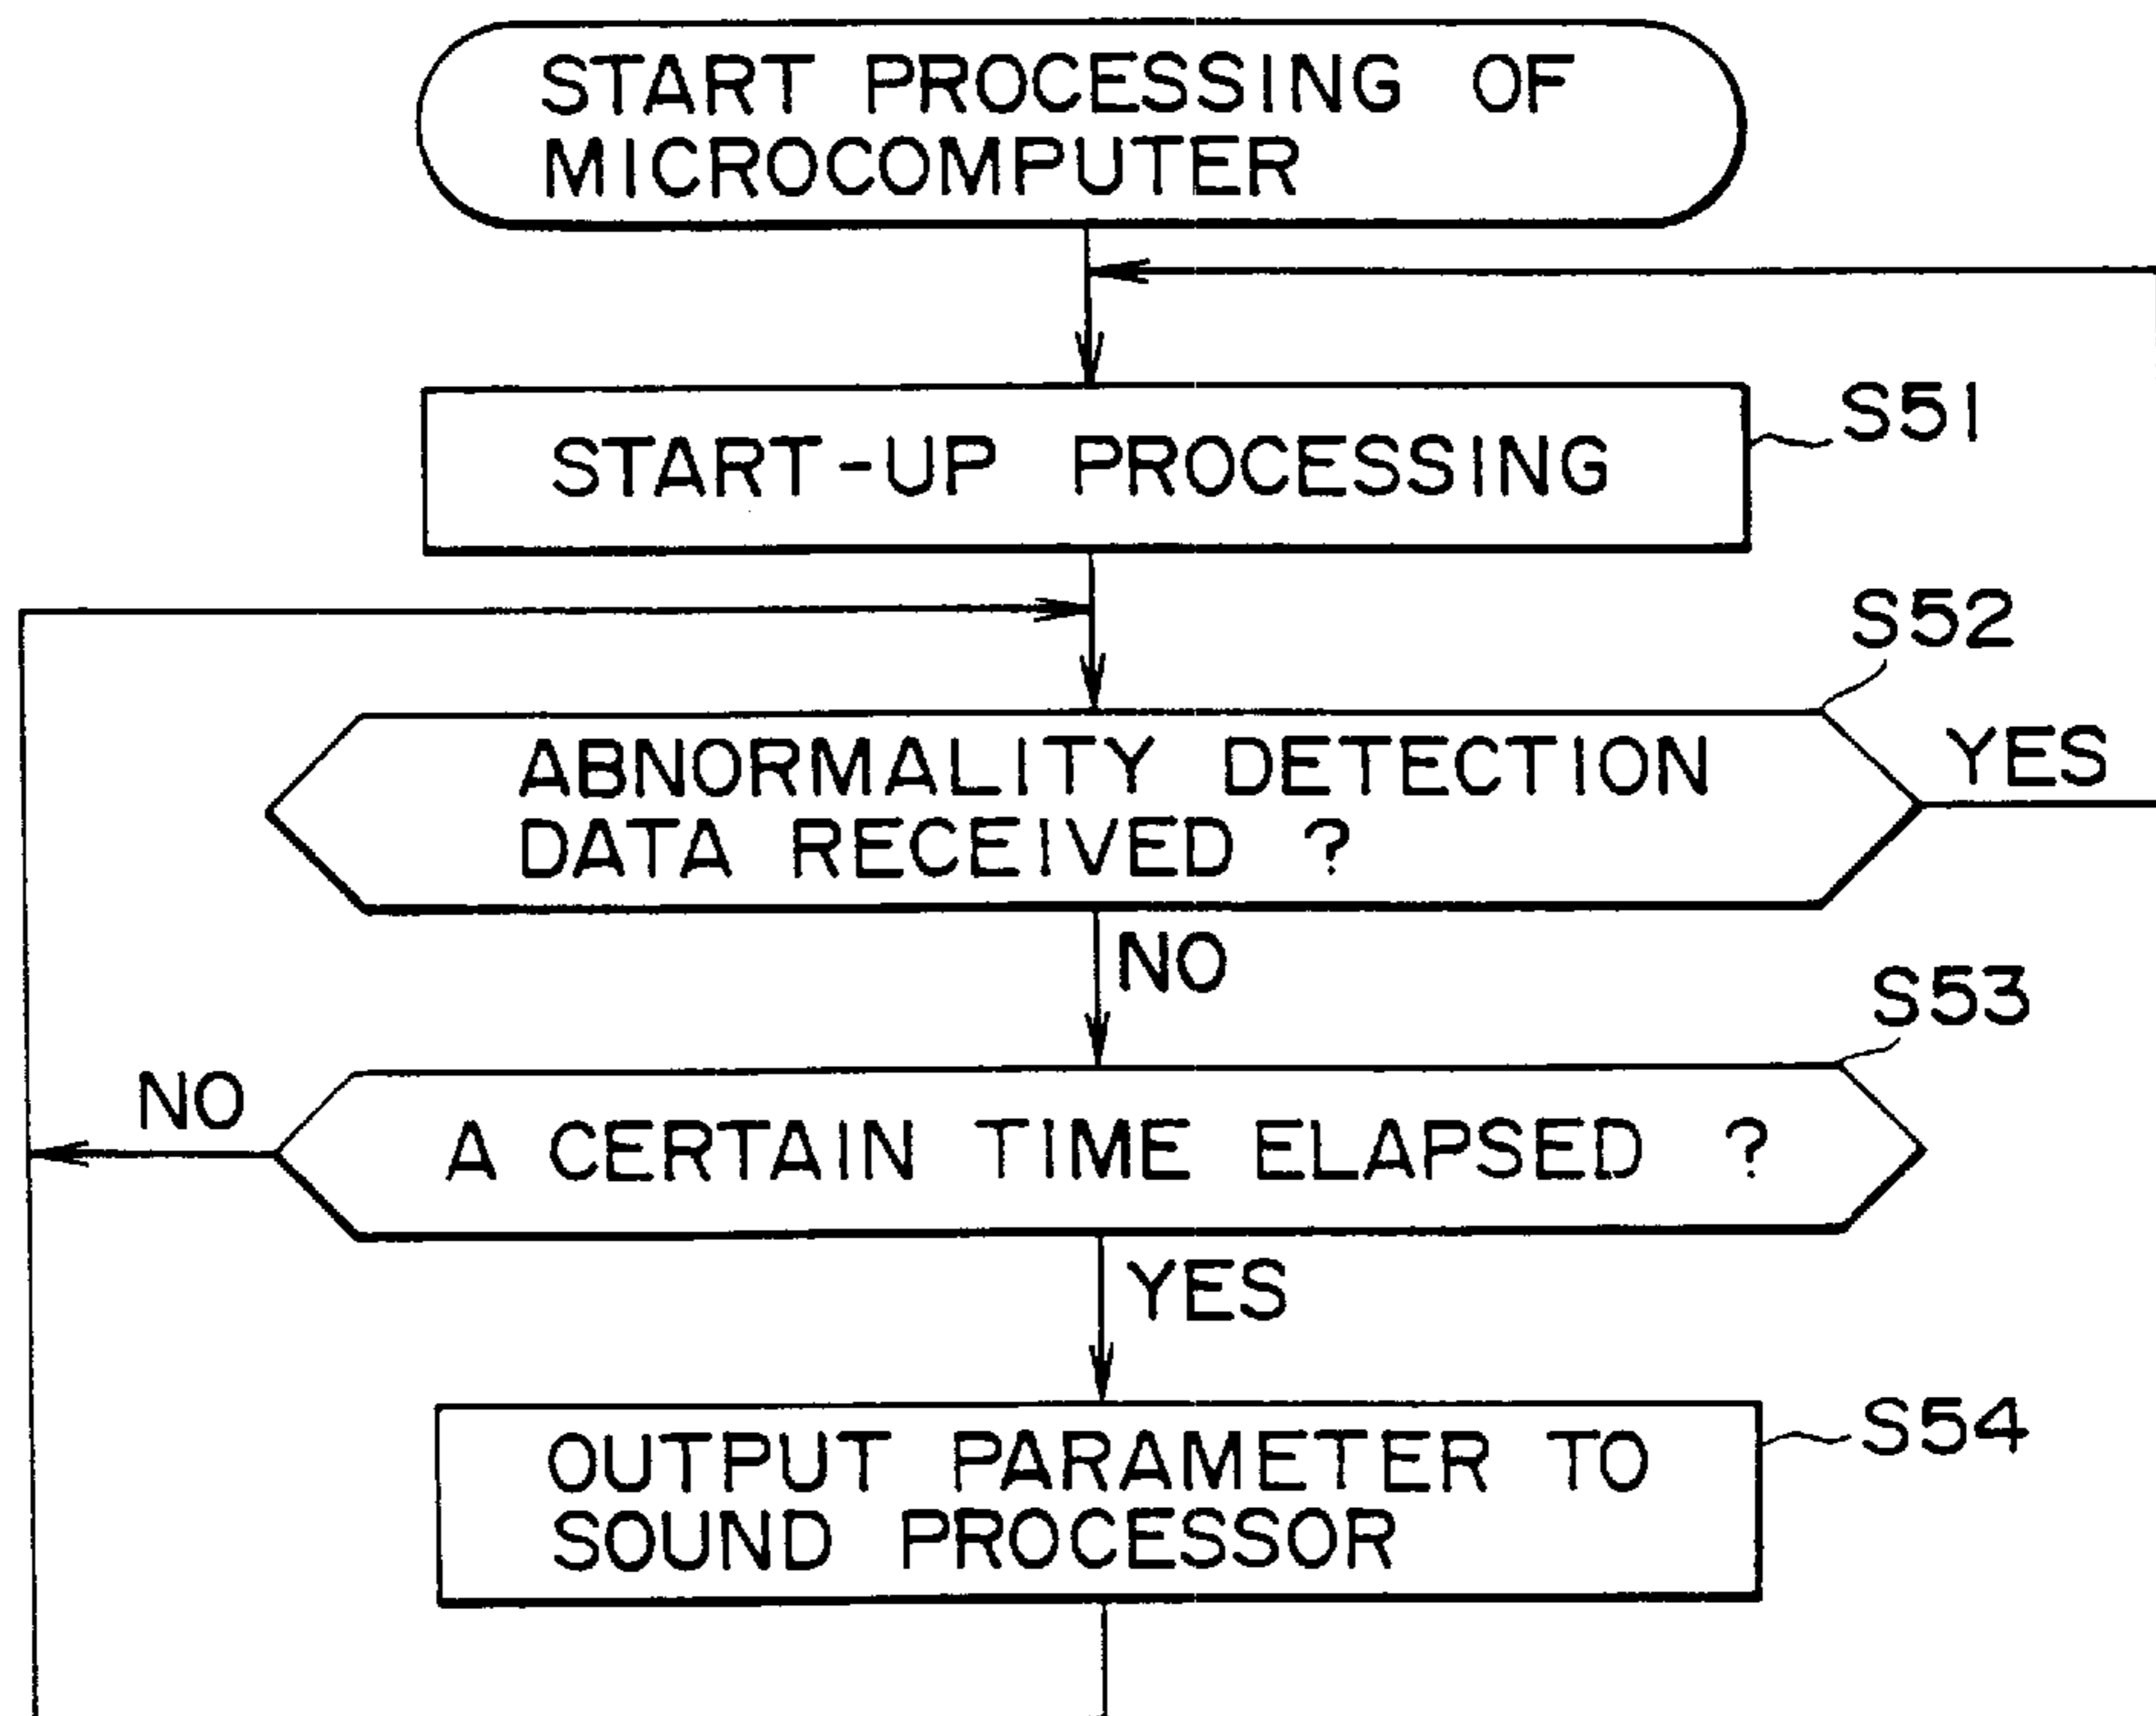 START PROCESSING OF
MICROCOMPUTER
START-UP PROCESSING
S51
S52
ABNORMALITY DETECTION
DATA RECEIVED ?
YES
NO
S53
NO
A CERTAIN TIME ELAPSED ?
YES
S54
OUTPUT PARAMETER TO
SOUND PROCESSOR